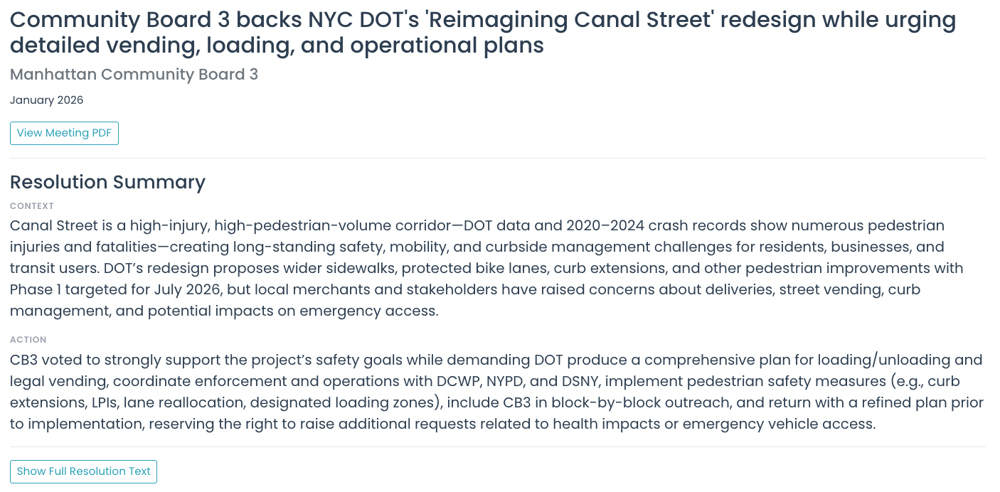 Community Board 3 backs NYC DOT's 'Reimagining Canal Street' redesign while urging
detailed vending, loading, and operational plans
Manhattan Community Board 3
January 2026
View Meeting PDF
Resolution Summary
CONTEXT
Canal Street is a high-injury, high-pedestrian-volume corridor—DOT data and 2020–2024 crash records show numerous pedestrian
injuries and fatalities—creating long-standing safety, mobility, and curbside management challenges for residents, businesses, and
transit users. DOT’s redesign proposes wider sidewalks, protected bike lanes, curb extensions, and other pedestrian improvements with
Phase 1 targeted for July 2026, but local merchants and stakeholders have raised concerns about deliveries, street vending, curb
management, and potential impacts on emergency access.
ACTION
CB3 voted to strongly support the project’s safety goals while demanding DOT produce a comprehensive plan for loading/unloading and
legal vending, coordinate enforcement and operations with DCWP, NYPD, and DSNY, implement pedestrian safety measures (e.g., curb
extensions, LPIs, lane reallocation, designated loading zones), include CB3 in block-by-block outreach, and return with a refined plan prior
to implementation, reserving the right to raise additional requests related to health impacts or emergency vehicle access.
Show Full Resolution Text